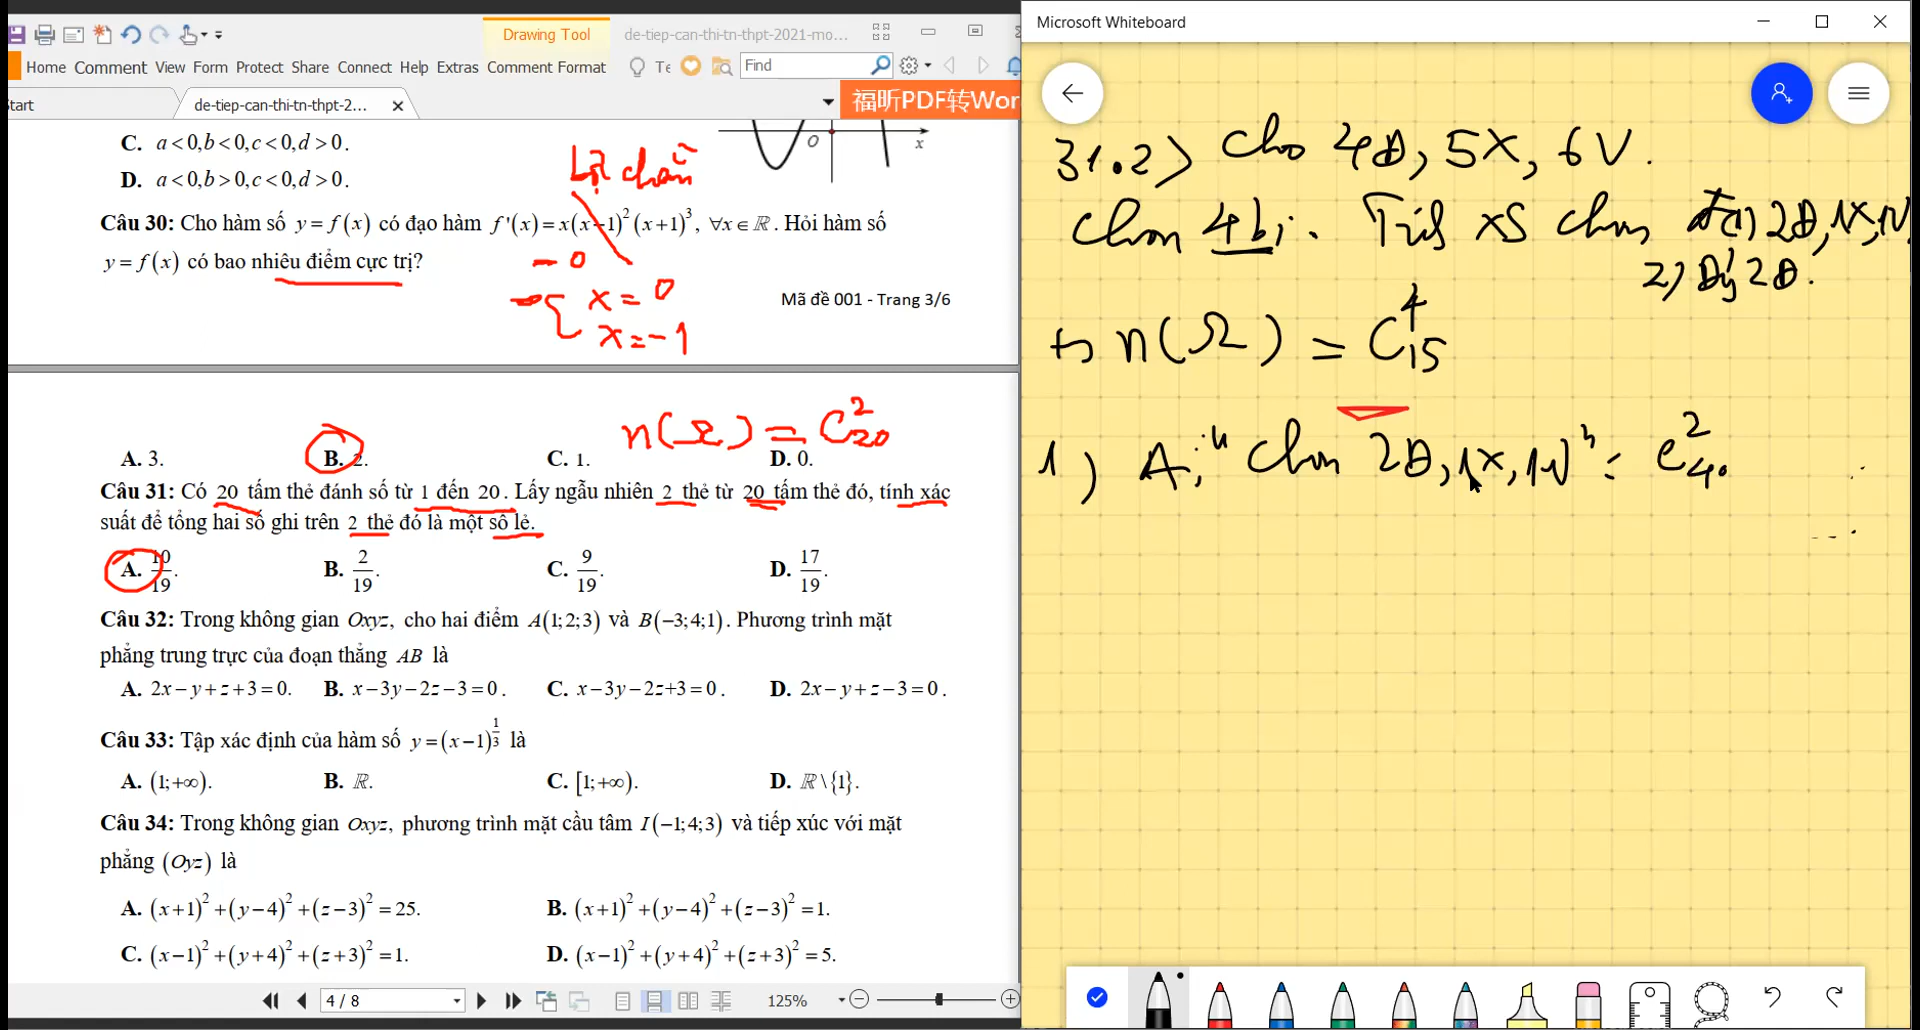 Drawing Tool
de-tiep-can-thi-tn-thpt-2021-mo...
Home Comment View Form Protect Share Connect Help Extras Comment Format Te Find
tart
de-tiep-can-thi-tn-thpt-2...
福昕PDF转Wor
C. a<0,b<0,c<0,d>0.
D. a<0,b>0,c<0,d>0.
O x
Câu 30: Cho hàm số y=f(x) có đạo hàm f'(x)=x(x-1)²(x+1)³, ∀x∈ℝ. Hỏi hàm số
y=f(x) có bao nhiêu điểm cực trị?
x = 0
x = -1
Mã đề 001 - Trang 3/6
n(Ω) = C²₂₀
A. 3. B. 2. C. 1. D. 0.
Câu 31: Có 20 tấm thẻ đánh số từ 1 đến 20. Lấy ngẫu nhiên 2 thẻ từ 20 tấm thẻ đó, tính xác
suất để tổng hai số ghi trên 2 thẻ đó là một số lẻ.
A. 10/19. B. 2/19. C. 9/19. D. 17/19.
Câu 32: Trong không gian Oxyz, cho hai điểm A(1;2;3) và B(-3;4;1). Phương trình mặt
phẳng trung trực của đoạn thẳng AB là
A. 2x-y+z+3=0. B. x-3y-2z-3=0. C. x-3y-2z+3=0. D. 2x-y+z-3=0.
Câu 33: Tập xác định của hàm số y=(x-1)^(1/3) là
A. (1;+∞). B. ℝ. C. [1;+∞). D. ℝ\{1}.
Câu 34: Trong không gian Oxyz, phương trình mặt cầu tâm I(-1;4;3) và tiếp xúc với mặt
phẳng (Oyz) là
A. (x+1)²+(y-4)²+(z-3)²=25. B. (x+1)²+(y-4)²+(z-3)²=1.
C. (x-1)²+(y+4)²+(z+3)²=1. D. (x-1)²+(y+4)²+(z+3)²=5.
4 / 8 125%
Microsoft Whiteboard
31.2) Cho 4Đ, 5X, 6V.
Chọn 4 bi. Tính XS chọn 1) 2Đ, 1X, 1V
2) Đ 2Đ.
n(Ω) = C⁴₁₅
1) A: "Chọn 2Đ, 1X, 1V" = C²₄.